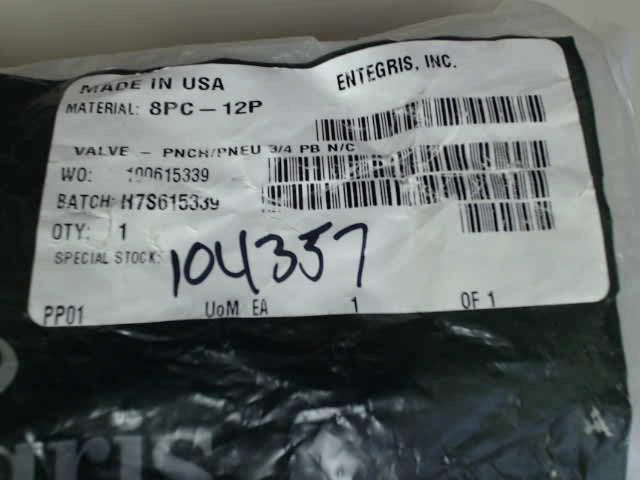 MADE IN USA ENTEGRIS, INC.
MATERIAL: 8PC-12P
VALVE - PNCH/PNEU 3/4 PB N/C
WO: 100615339
BATCH: H7S615339
QTY: 1
SPECIAL STOCK: 104357
PP01 UoM EA 1 OF 1
gris